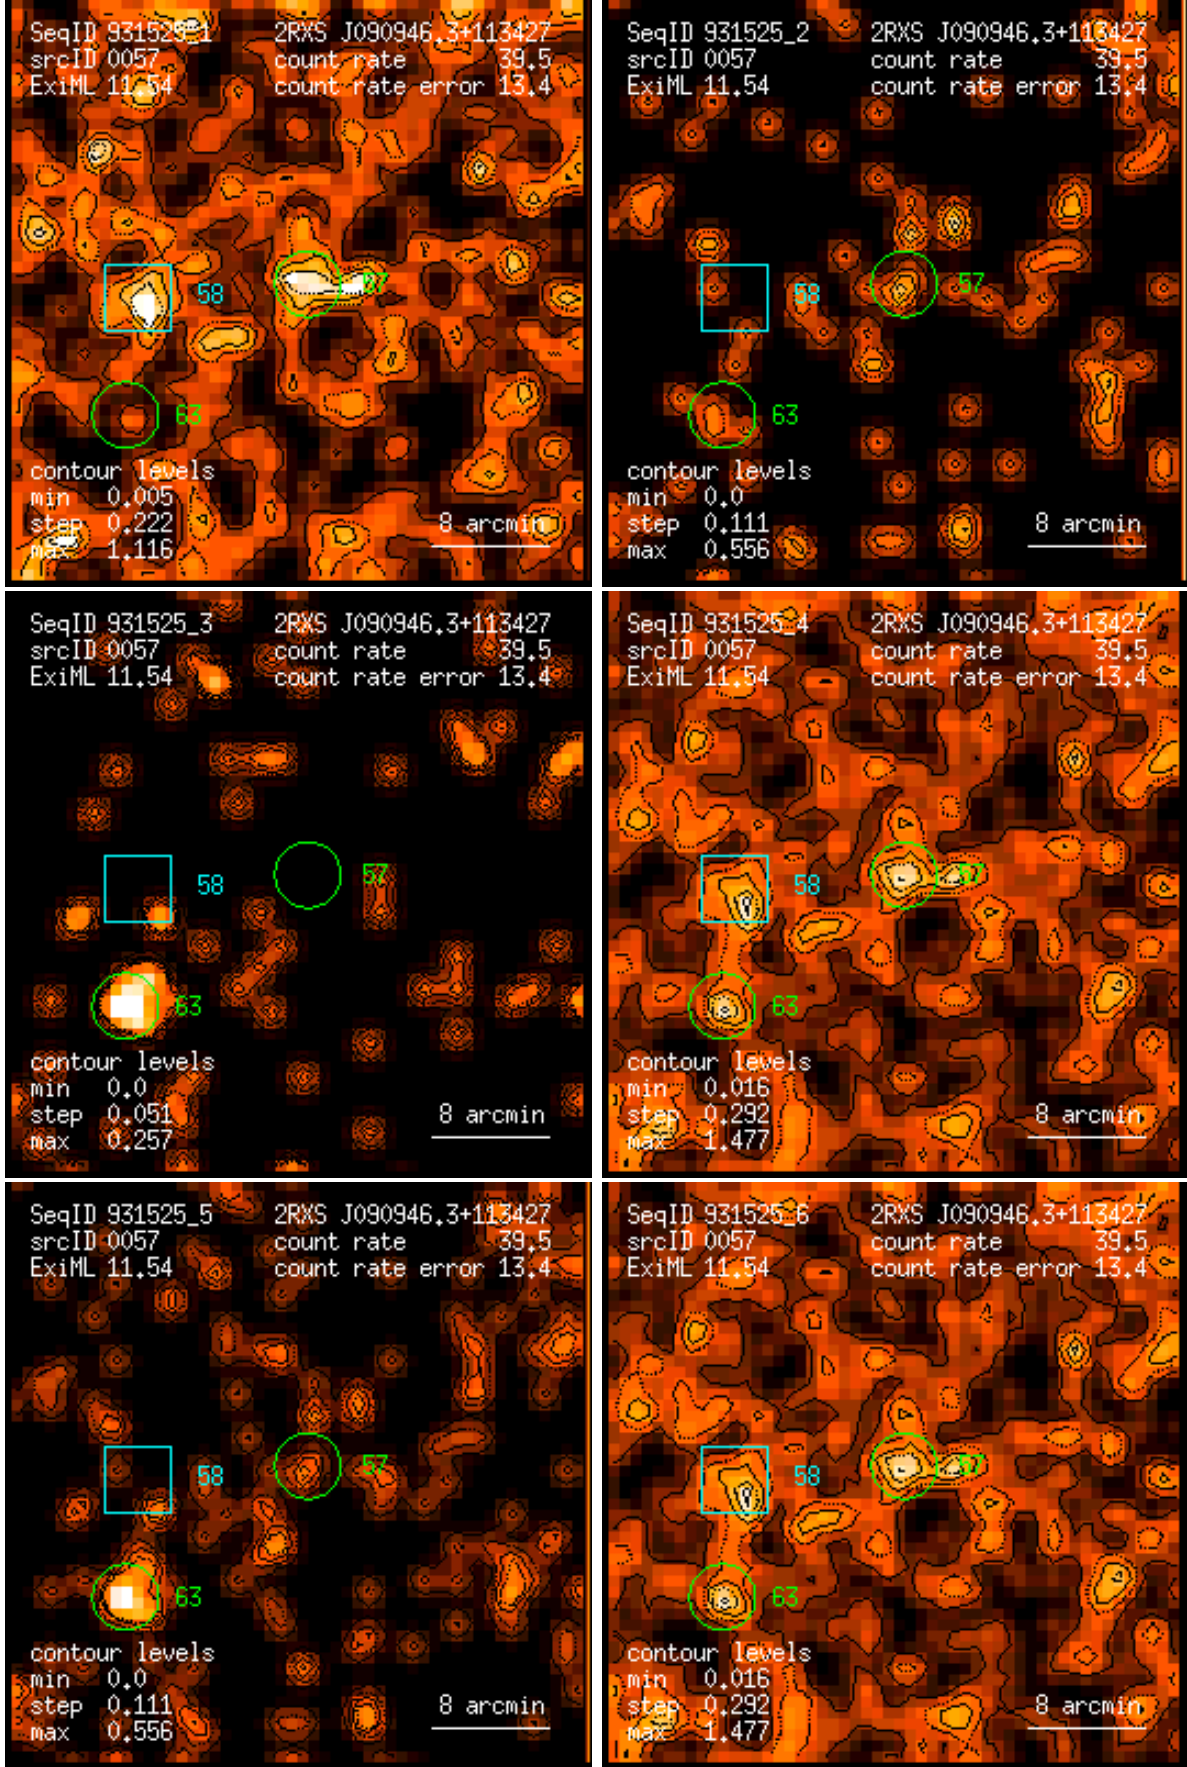 SeqID 931525_1 2RXS J090946.3+113427
srcID 0057 count rate 39.5
ExiML 11.54 count rate error 13.4
58
57
63
contour levels
min 0.005
step 0.222
max 1.116
8 arcmin
SeqID 931525_2 2RXS J090946.3+113427
srcID 0057 count rate 39.5
ExiML 11.54 count rate error 13.4
58
57
63
contour levels
min 0.0
step 0.111
max 0.556
8 arcmin
SeqID 931525_3 2RXS J090946.3+113427
srcID 0057 count rate 39.5
ExiML 11.54 count rate error 13.4
58
57
63
contour levels
min 0.0
step 0.051
max 0.257
8 arcmin
SeqID 931525_4 2RXS J090946.3+113427
srcID 0057 count rate 39.5
ExiML 11.54 count rate error 13.4
58
57
63
contour levels
min 0.016
step 0.292
max 1.477
8 arcmin
SeqID 931525_5 2RXS J090946.3+113427
srcID 0057 count rate 39.5
ExiML 11.54 count rate error 13.4
58
57
63
contour levels
min 0.0
step 0.111
max 0.556
8 arcmin
SeqID 931525_6 2RXS J090946.3+113427
srcID 0057 count rate 39.5
ExiML 11.54 count rate error 13.4
58
57
63
contour levels
min 0.016
step 0.292
max 1.477
8 arcmin